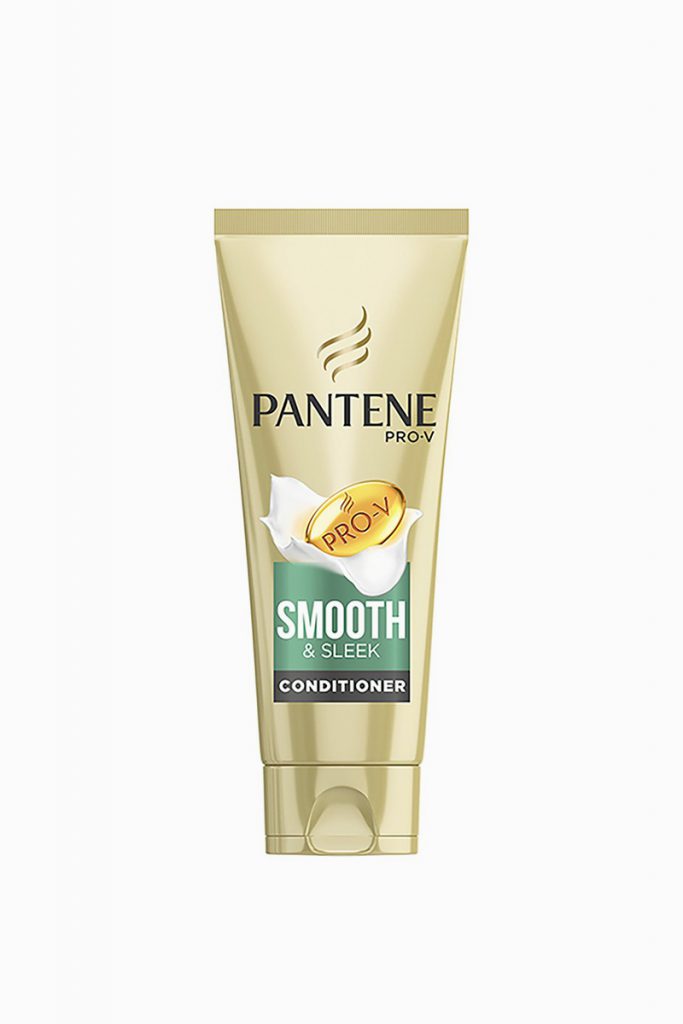 PANTENE
PRO-V
PRO-V
SMOOTH
& SLEEK
CONDITIONER